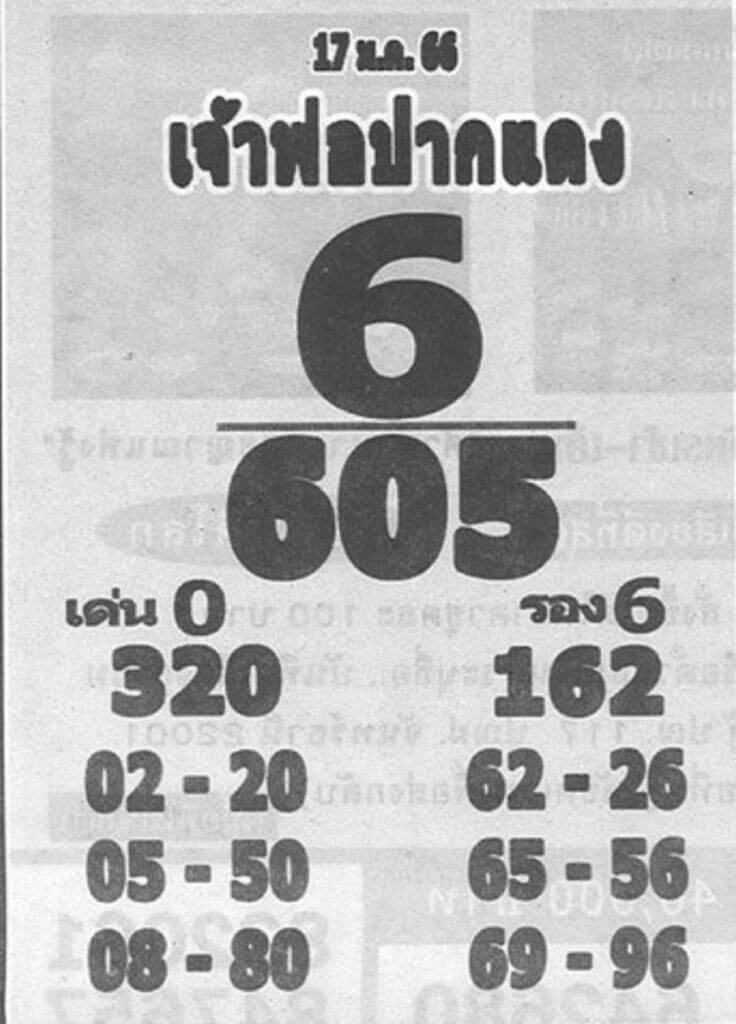 17 ม.ค. 66
เจ้าพ่อปากแดง
6
605
เด่น 0 รอง 6
320 162
02 - 20 62 - 26
05 - 50 65 - 56
08 - 80 69 - 96